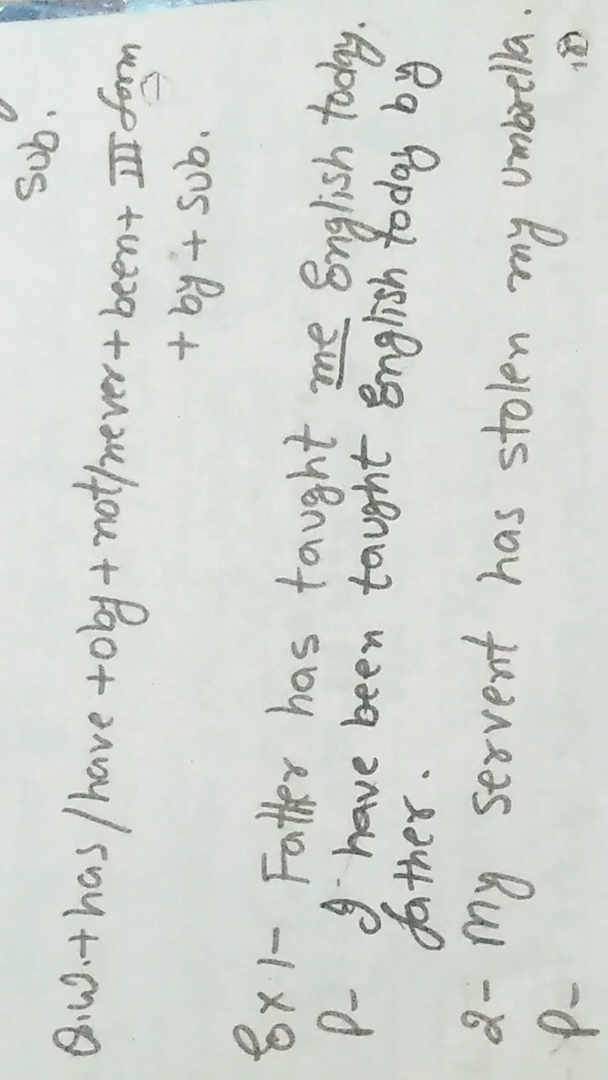 sub.
Q.W.+has/have+obj+not/never+been+III form
+ by + sub.
Ex 1- Father has taught me english today.
P- I have been taught english today by
father.
2- My servent has stolen my umbrella.
P-